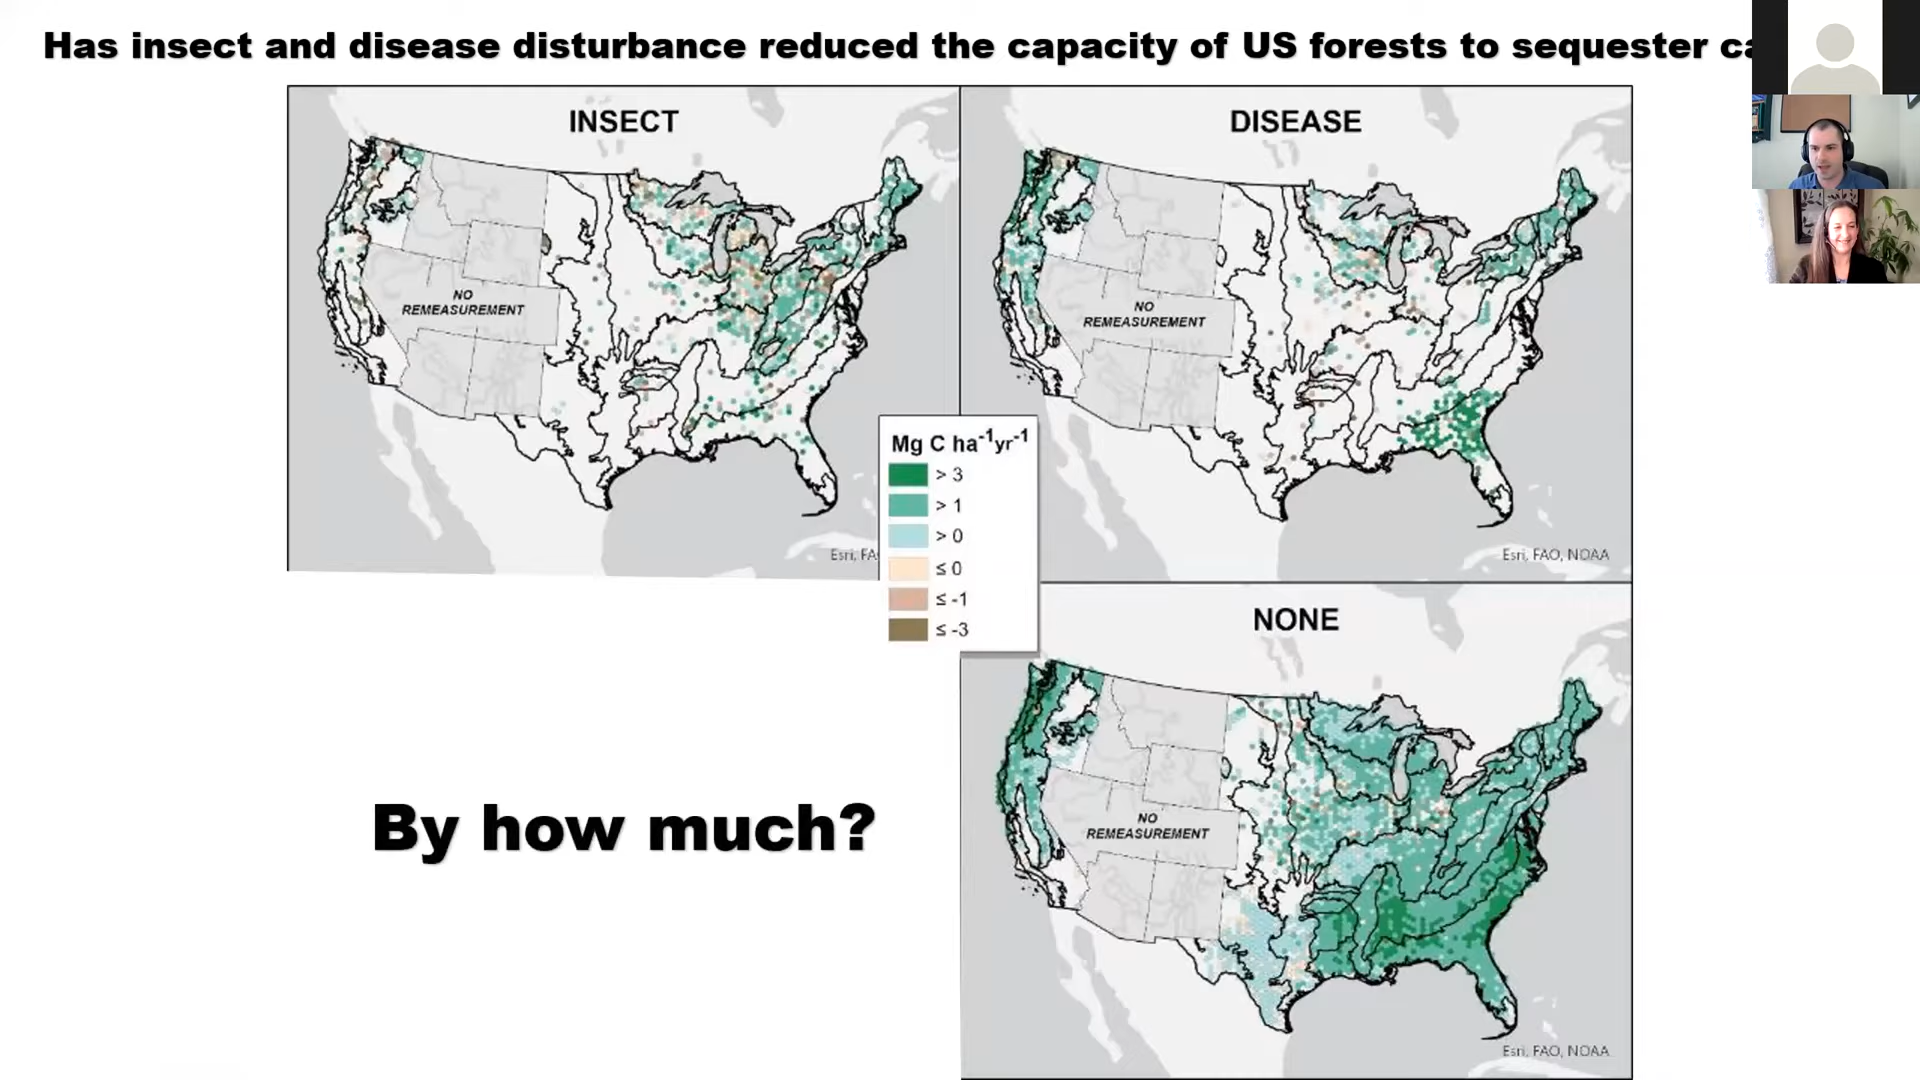 Has insect and disease disturbance reduced the capacity of US forests to sequester ca
INSECT
NO
REMEASUREMENT
Esri, FA
DISEASE
NO
REMEASUREMENT
Esri, FAO, NOAA
Mg C ha-1yr-1
> 3
> 1
> 0
≤ 0
≤ -1
≤ -3
By how much?
NONE
NO
REMEASUREMENT
Esri, FAO, NOAA